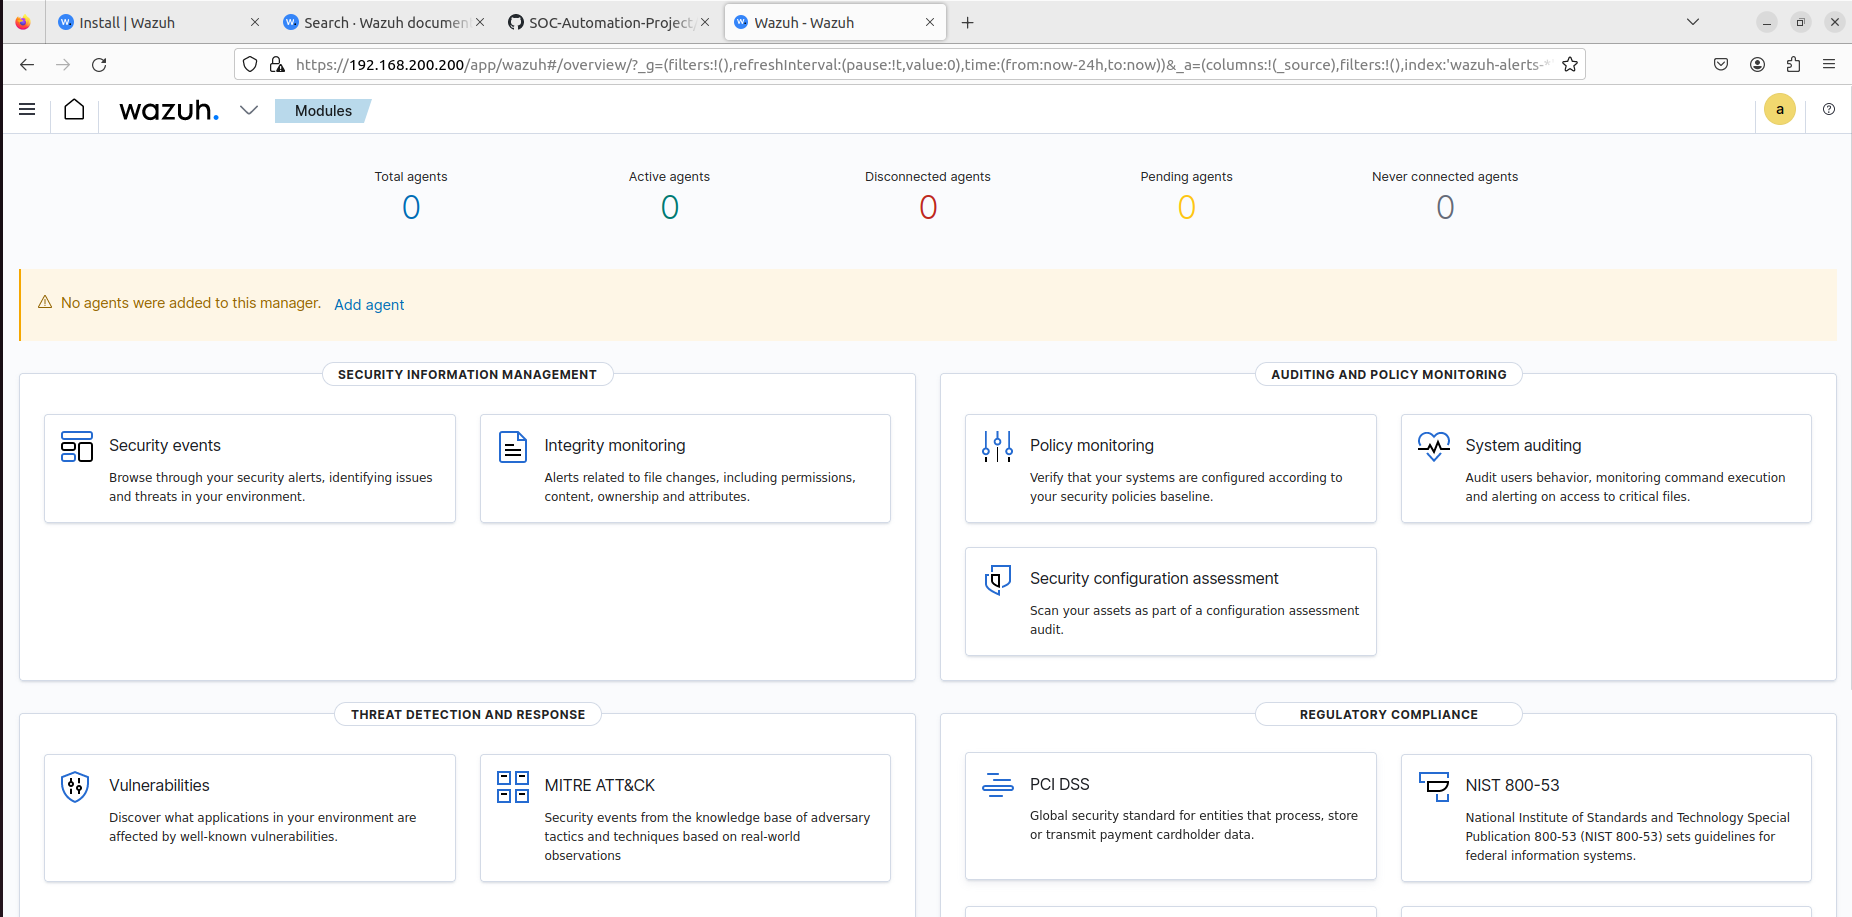 Install | Wazuh
Search · Wazuh documen
SOC-Automation-Project
Wazuh - Wazuh
https://192.168.200.200/app/wazuh#/overview/?_g=(filters:!(),refreshInterval:(pause:!t,value:0),time:(from:now-24h,to:now))&_a=(columns:!(_source),filters:!(),index:'wazuh-alerts-*
wazuh.
Modules
a
Total agents
0
Active agents
0
Disconnected agents
0
Pending agents
0
Never connected agents
0
No agents were added to this manager. Add agent
SECURITY INFORMATION MANAGEMENT
Security events
Browse through your security alerts, identifying issues
and threats in your environment.
Integrity monitoring
Alerts related to file changes, including permissions,
content, ownership and attributes.
AUDITING AND POLICY MONITORING
Policy monitoring
Verify that your systems are configured according to
your security policies baseline.
System auditing
Audit users behavior, monitoring command execution
and alerting on access to critical files.
Security configuration assessment
Scan your assets as part of a configuration assessment
audit.
THREAT DETECTION AND RESPONSE
Vulnerabilities
Discover what applications in your environment are
affected by well-known vulnerabilities.
MITRE ATT&CK
Security events from the knowledge base of adversary
tactics and techniques based on real-world
observations
REGULATORY COMPLIANCE
PCI DSS
Global security standard for entities that process, store
or transmit payment cardholder data.
NIST 800-53
National Institute of Standards and Technology Special
Publication 800-53 (NIST 800-53) sets guidelines for
federal information systems.